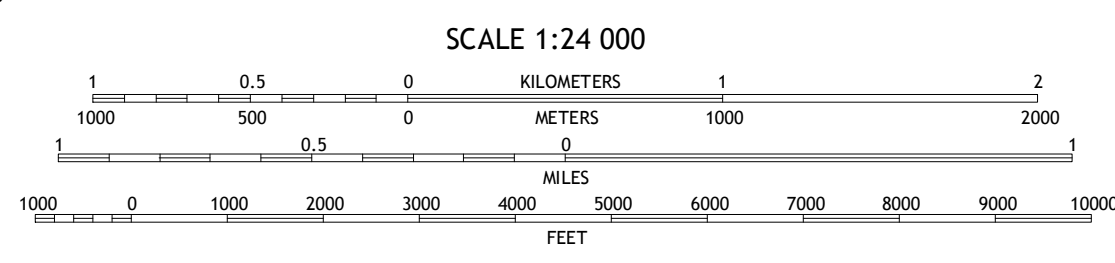 SCALE 1:24 000
1 0.5 0 KILOMETERS 1 2
1000 500 0 METERS 1000 2000
1 0.5 0 1
MILES
1000 0 1000 2000 3000 4000 5000 6000 7000 8000 9000 10000
FEET